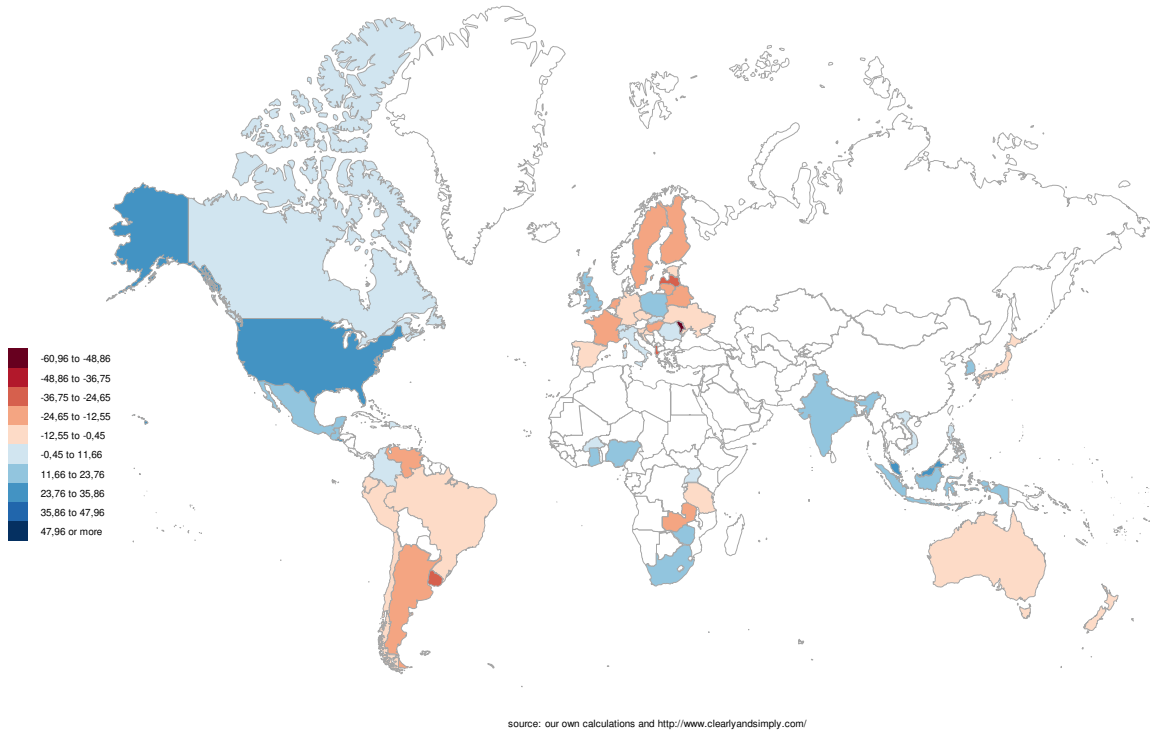 -60,96 to -48,86
-48,86 to -36,75
-36,75 to -24,65
-24,65 to -12,55
-12,55 to -0,45
-0,45 to 11,66
11,66 to 23,76
23,76 to 35,86
35,86 to 47,96
47,96 or more
source: our own calculations and http://www.clearlyandsimply.com/